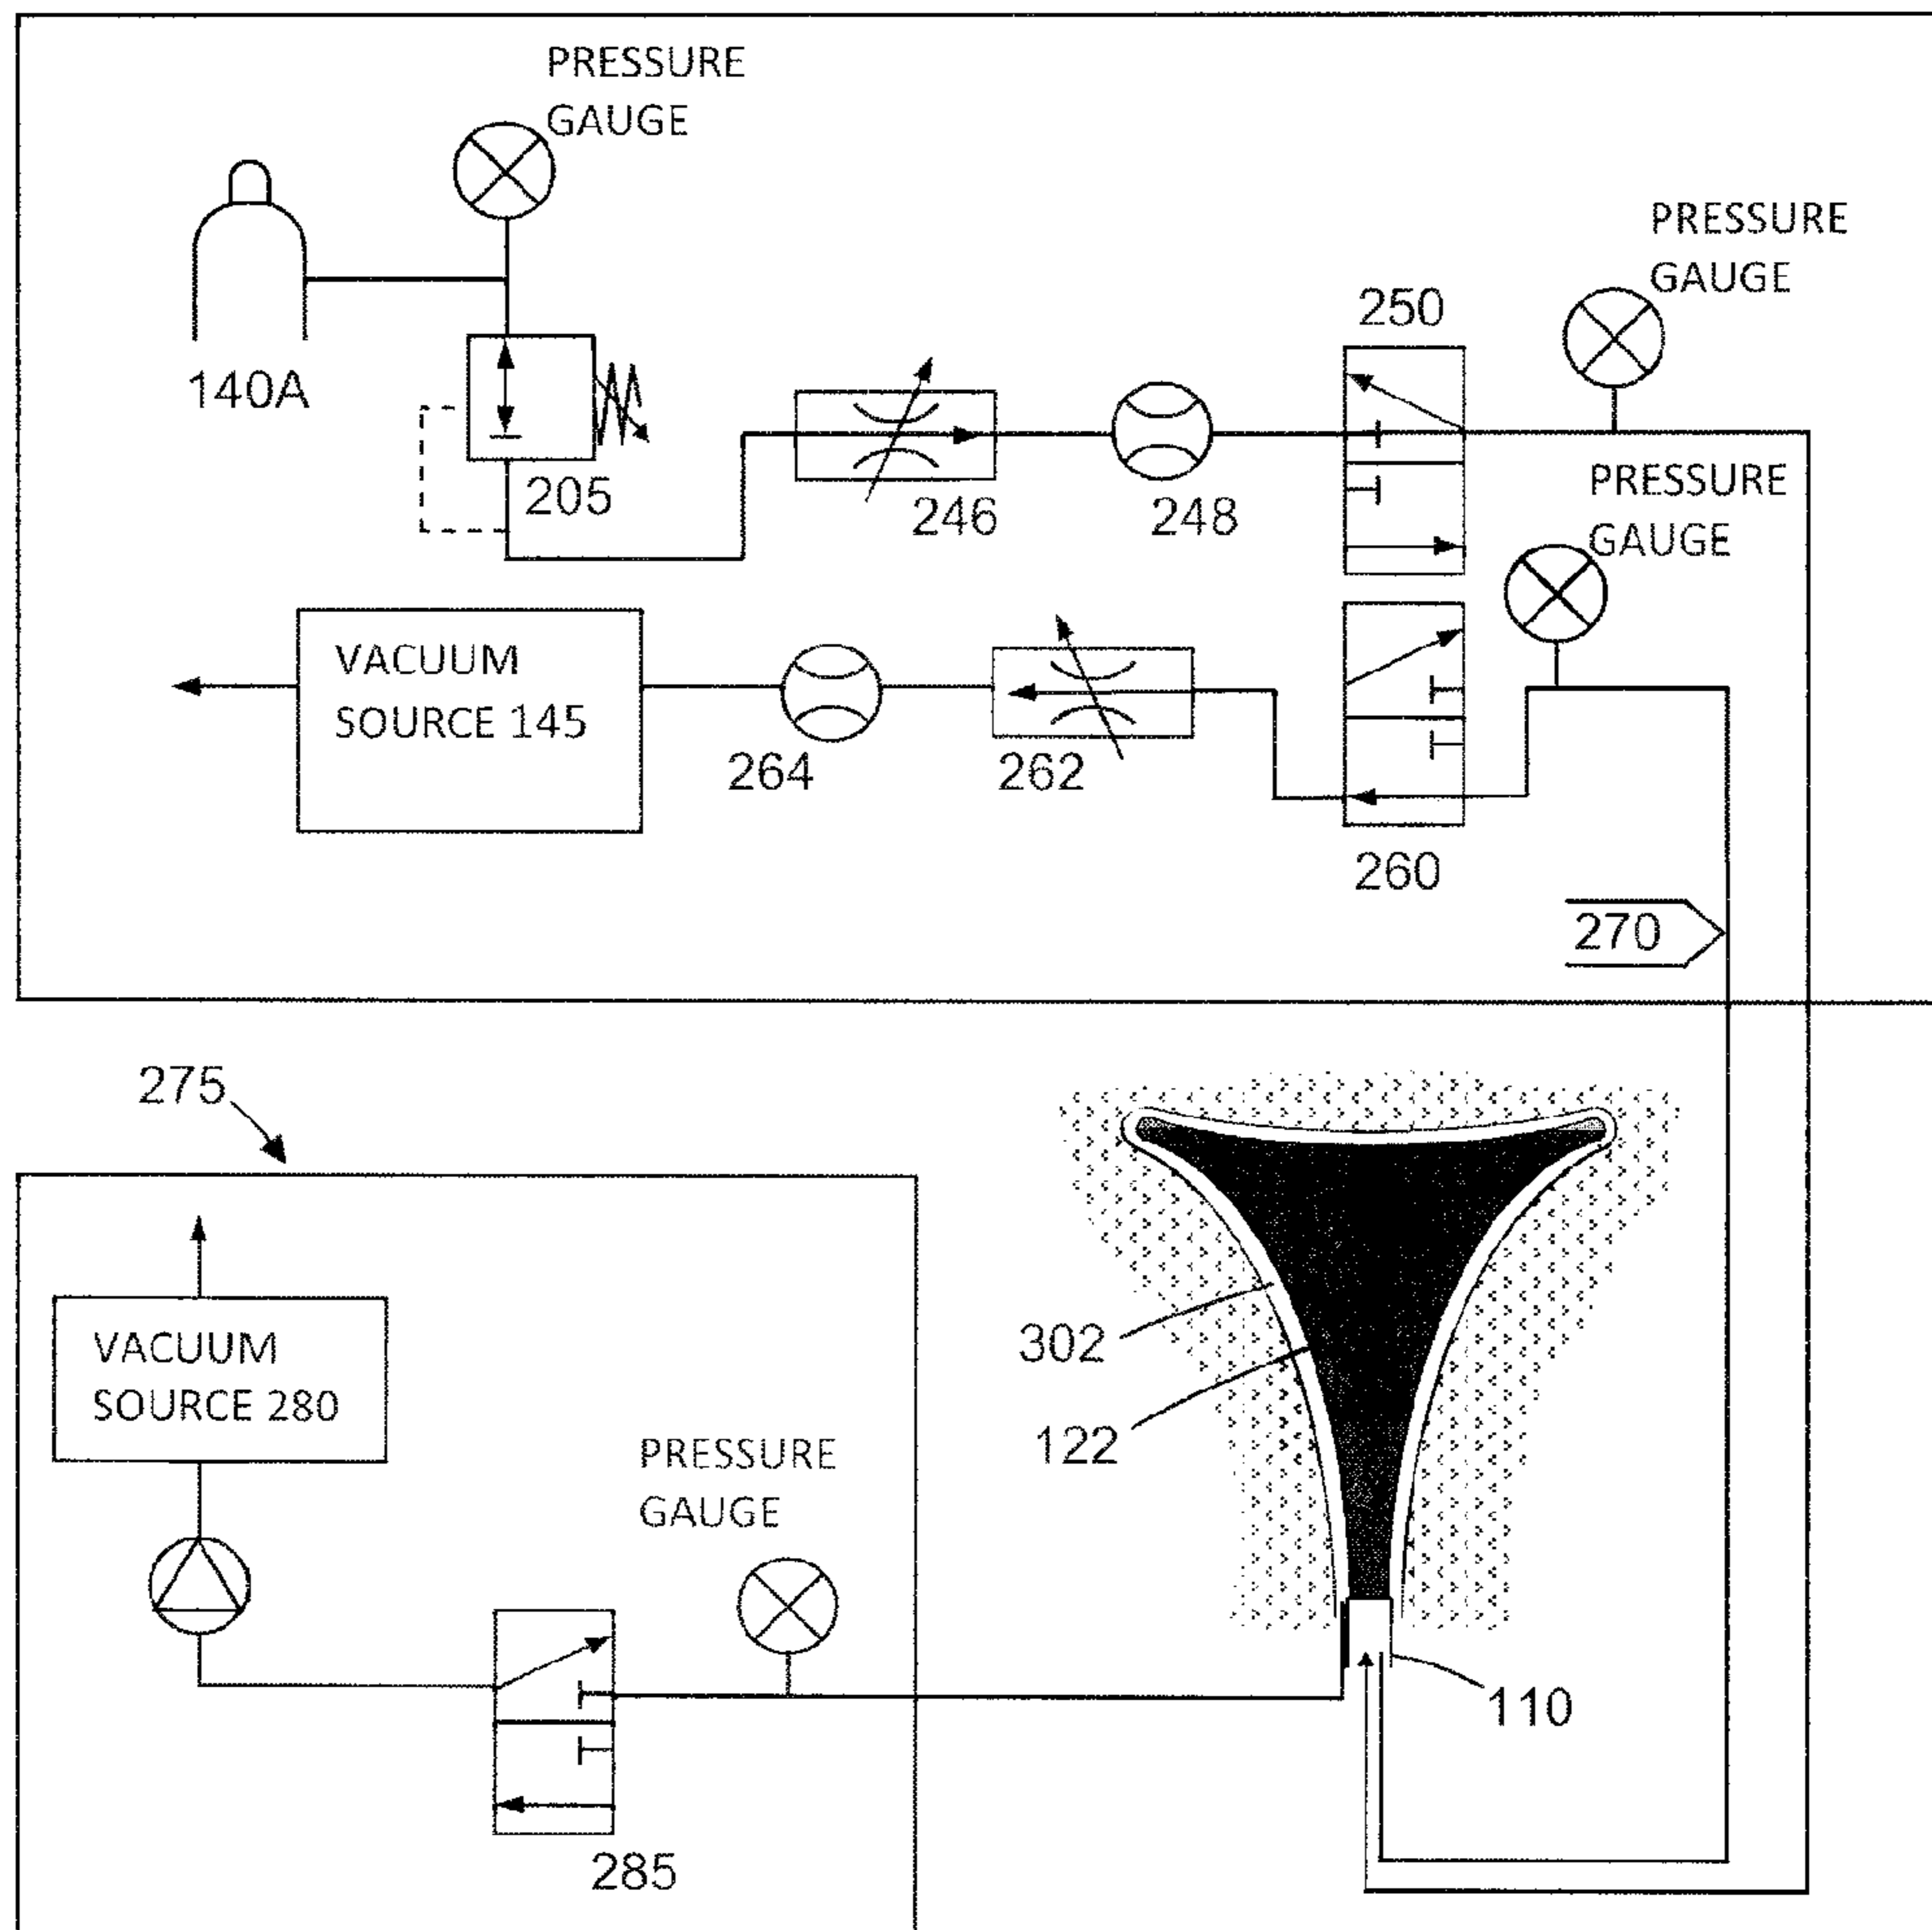 PRESSURE
GAUGE
140A
205
246
248
250
PRESSURE
GAUGE
PRESSURE
GAUGE
VACUUM
SOURCE 145
264
262
260
270
275
VACUUM
SOURCE 280
PRESSURE
GAUGE
285
302
122
110